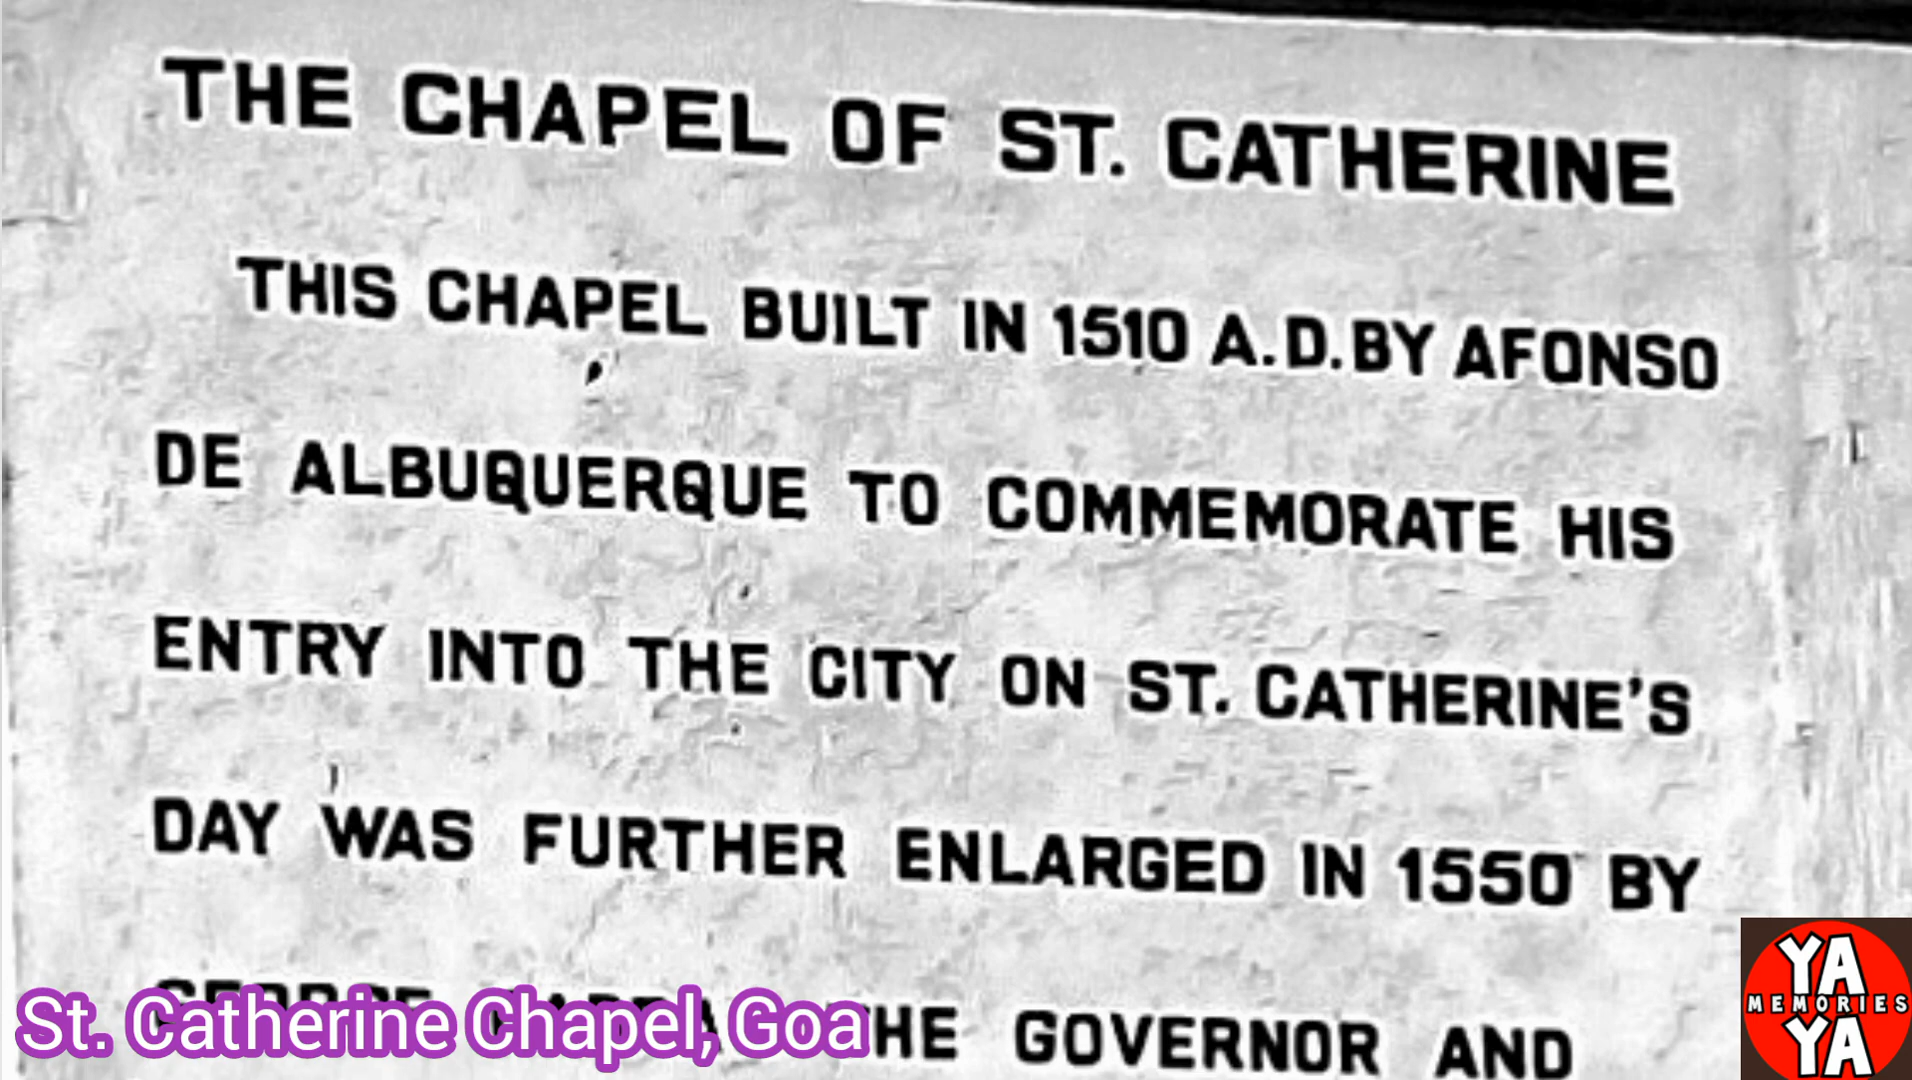 THE CHAPEL OF ST. CATHERINE
THIS CHAPEL BUILT IN 1510 A.D. BY AFONSO
DE ALBUQUERQUE TO COMMEMORATE HIS
ENTRY INTO THE CITY ON ST. CATHERINE'S
DAY WAS FURTHER ENLARGED IN 1550 BY
THE GOVERNOR AND
St. Catherine Chapel, Goa
YA
MEMORIES
YA